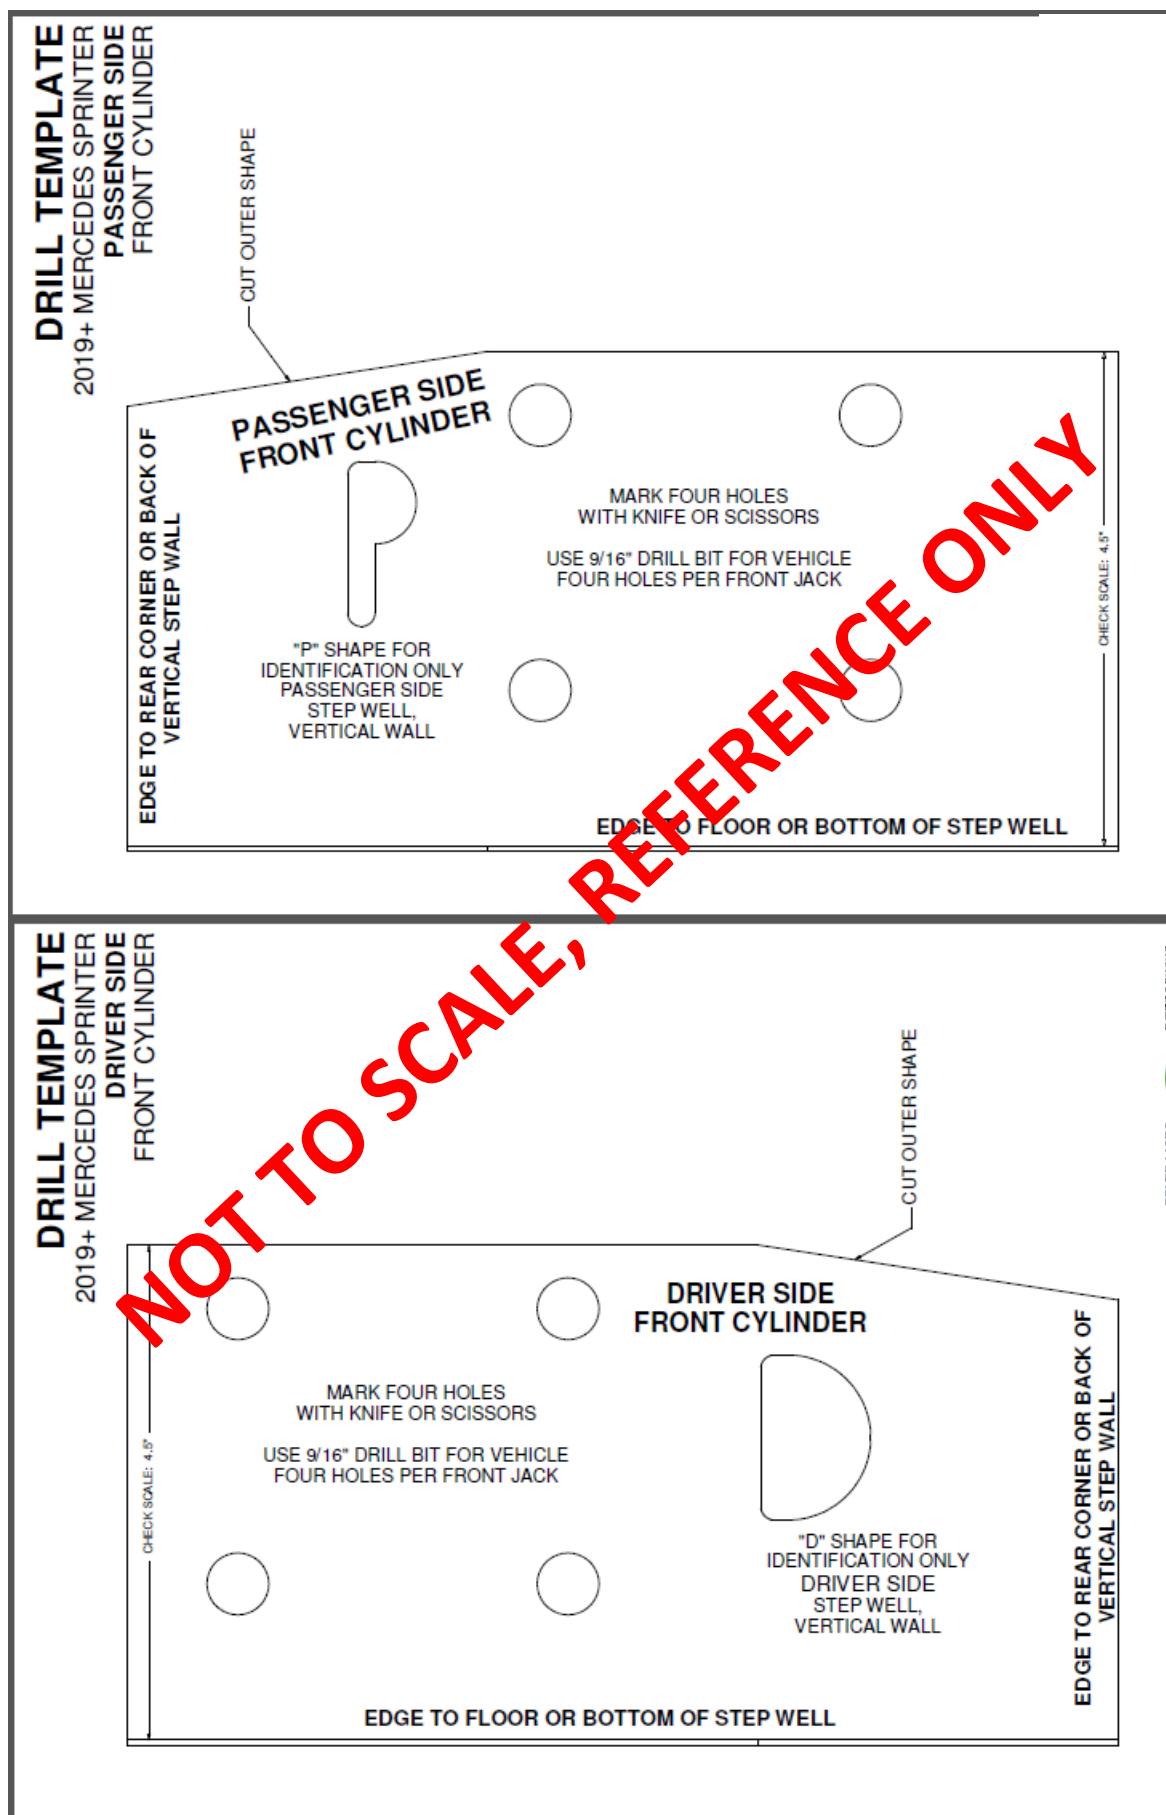 DRILL TEMPLATE
2019+ MERCEDES SPRINTER
PASSENGER SIDE
FRONT CYLINDER
CUT OUTER SHAPE
PASSENGER SIDE
FRONT CYLINDER
EDGE TO REAR CORNER OR BACK OF
VERTICAL STEP WALL
MARK FOUR HOLES
WITH KNIFE OR SCISSORS
USE 9/16" DRILL BIT FOR VEHICLE
FOUR HOLES PER FRONT JACK
"P" SHAPE FOR
IDENTIFICATION ONLY
PASSENGER SIDE
STEP WELL,
VERTICAL WALL
CHECK SCALE: 4.5"
EDGE TO FLOOR OR BOTTOM OF STEP WELL
NOT TO SCALE, REFERENCE ONLY
DRILL TEMPLATE
2019+ MERCEDES SPRINTER
DRIVER SIDE
FRONT CYLINDER
CUT OUTER SHAPE
DRIVER SIDE
FRONT CYLINDER
MARK FOUR HOLES
WITH KNIFE OR SCISSORS
USE 9/16" DRILL BIT FOR VEHICLE
FOUR HOLES PER FRONT JACK
CHECK SCALE: 4.5"
"D" SHAPE FOR
IDENTIFICATION ONLY
DRIVER SIDE
STEP WELL,
VERTICAL WALL
EDGE TO REAR CORNER OR BACK OF
VERTICAL STEP WALL
EDGE TO FLOOR OR BOTTOM OF STEP WELL